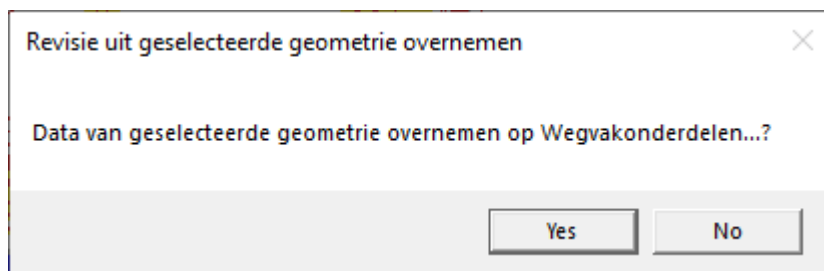 Revisie uit geselecteerde geometrie overnemen
Data van geselecteerde geometrie overnemen op Wegvakonderdelen...?
Yes No